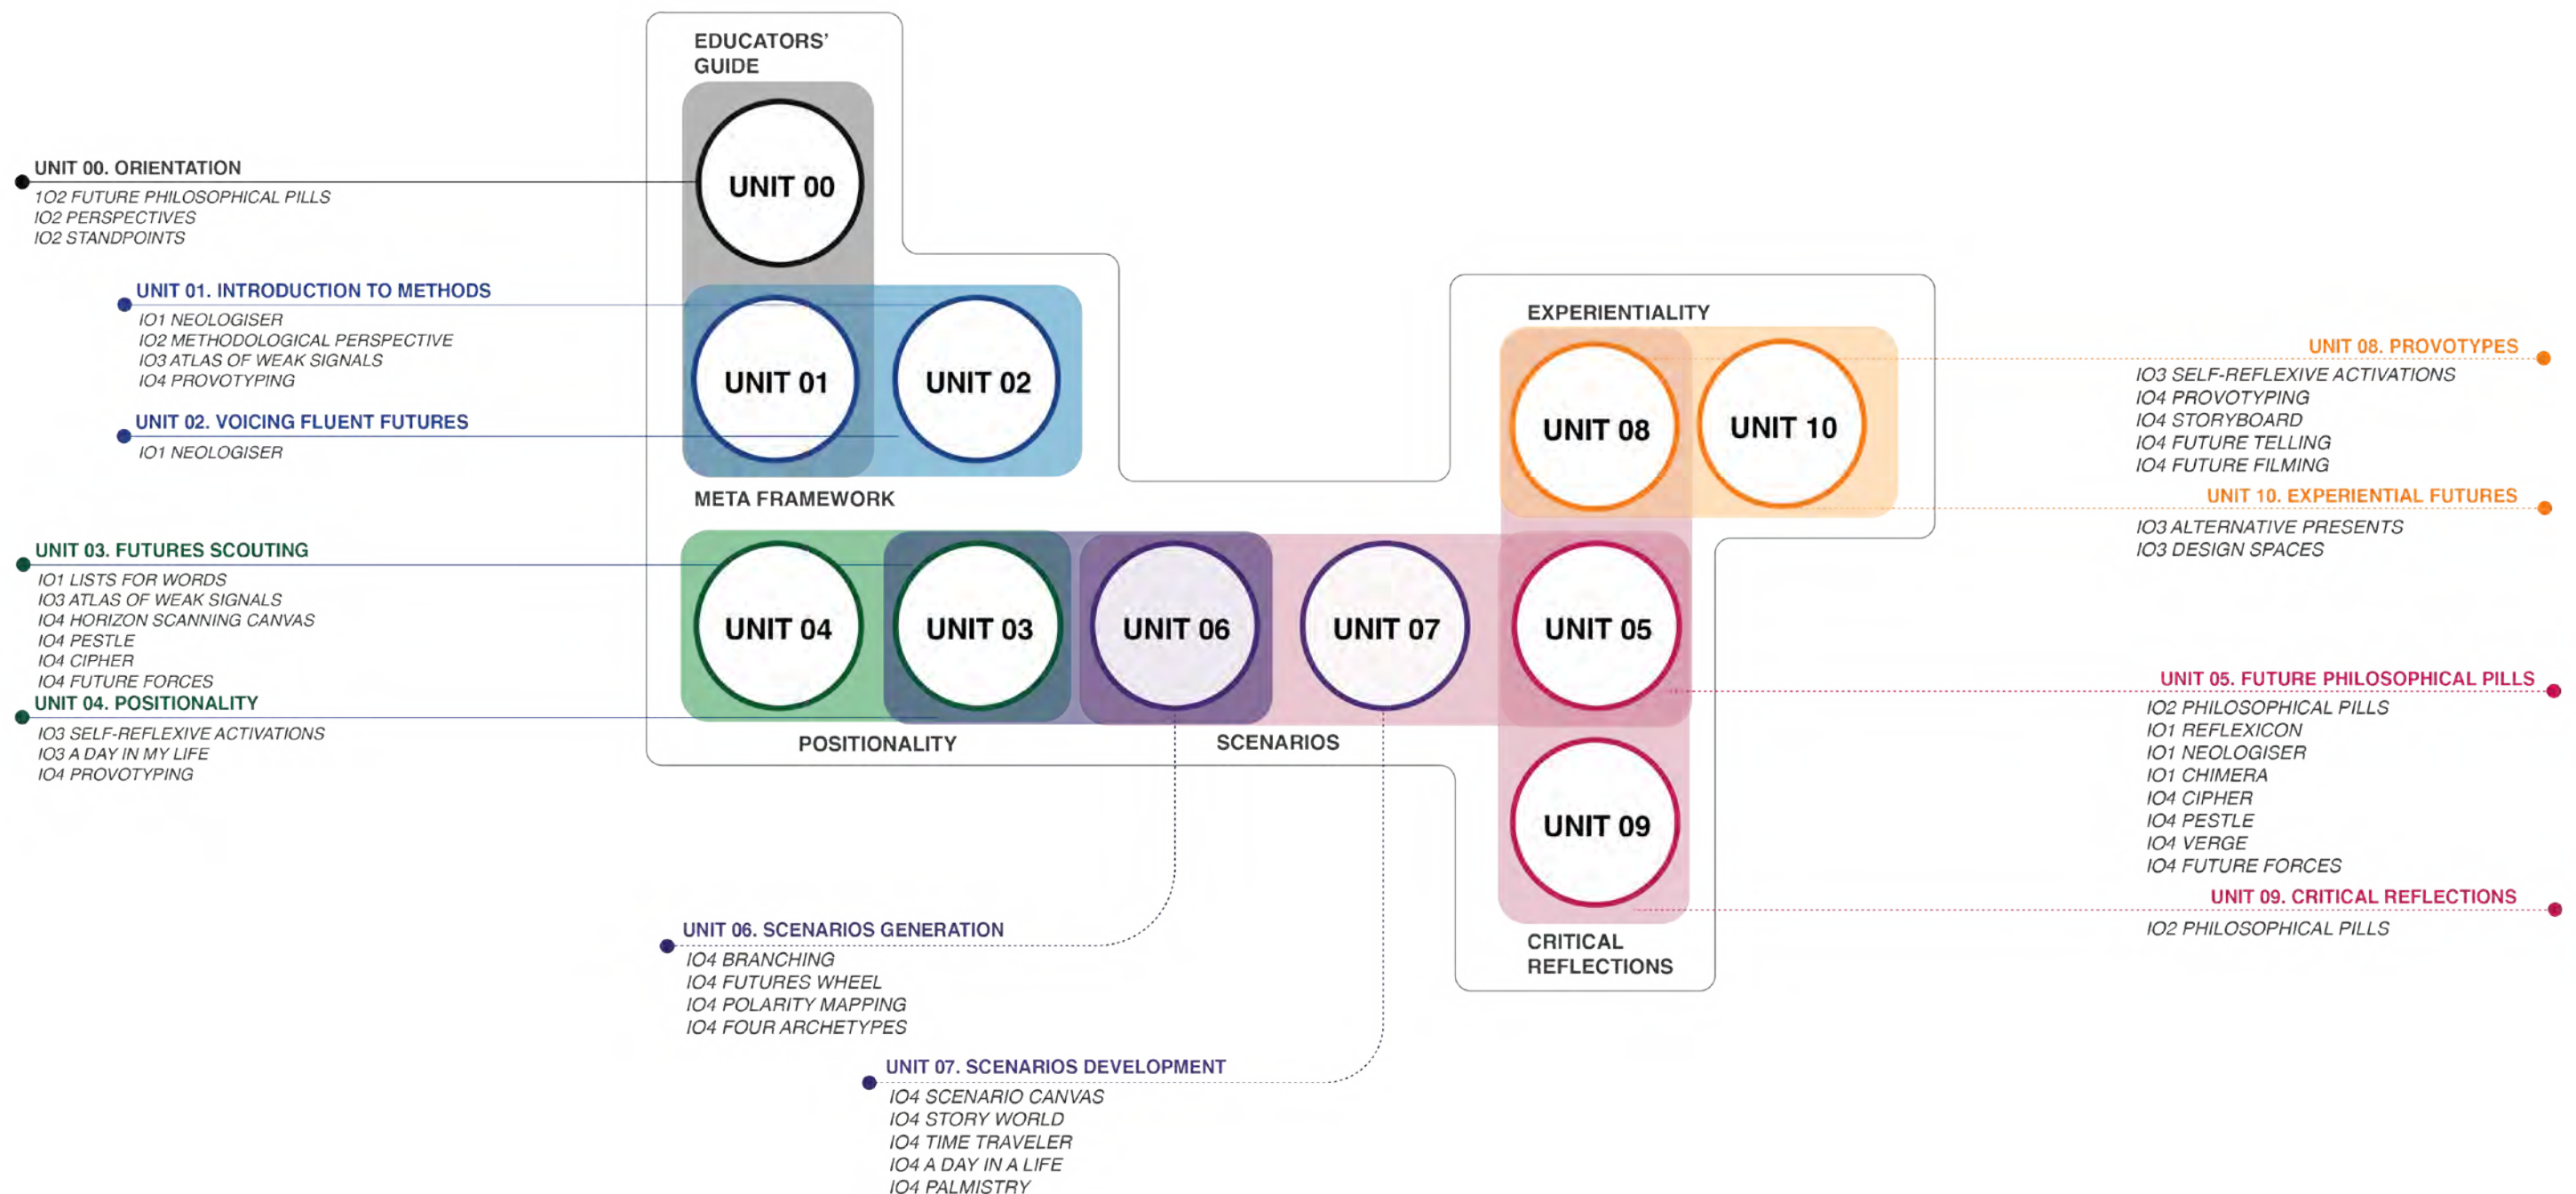 EDUCATORS'
GUIDE
UNIT 00
UNIT 00. ORIENTATION
1O2 FUTURE PHILOSOPHICAL PILLS
IO2 PERSPECTIVES
IO2 STANDPOINTS
UNIT 01. INTRODUCTION TO METHODS
IO1 NEOLOGISER
IO2 METHODOLOGICAL PERSPECTIVE
IO3 ATLAS OF WEAK SIGNALS
IO4 PROVOTYPING
UNIT 02. VOICING FLUENT FUTURES
IO1 NEOLOGISER
UNIT 01
UNIT 02
META FRAMEWORK
UNIT 03. FUTURES SCOUTING
IO1 LISTS FOR WORDS
IO3 ATLAS OF WEAK SIGNALS
IO4 HORIZON SCANNING CANVAS
IO4 PESTLE
IO4 CIPHER
IO4 FUTURE FORCES
UNIT 04. POSITIONALITY
IO3 SELF-REFLEXIVE ACTIVATIONS
IO3 A DAY IN MY LIFE
IO4 PROVOTYPING
UNIT 04
UNIT 03
UNIT 06
UNIT 07
UNIT 05
POSITIONALITY
SCENARIOS
EXPERIENTIALITY
UNIT 08
UNIT 10
UNIT 09
CRITICAL
REFLECTIONS
UNIT 08. PROVOTYPES
IO3 SELF-REFLEXIVE ACTIVATIONS
IO4 PROVOTYPING
IO4 STORYBOARD
IO4 FUTURE TELLING
IO4 FUTURE FILMING
UNIT 10. EXPERIENTIAL FUTURES
IO3 ALTERNATIVE PRESENTS
IO3 DESIGN SPACES
UNIT 05. FUTURE PHILOSOPHICAL PILLS
IO2 PHILOSOPHICAL PILLS
IO1 REFLEXICON
IO1 NEOLOGISER
IO1 CHIMERA
IO4 CIPHER
IO4 PESTLE
IO4 VERGE
IO4 FUTURE FORCES
UNIT 09. CRITICAL REFLECTIONS
IO2 PHILOSOPHICAL PILLS
UNIT 06. SCENARIOS GENERATION
IO4 BRANCHING
IO4 FUTURES WHEEL
IO4 POLARITY MAPPING
IO4 FOUR ARCHETYPES
UNIT 07. SCENARIOS DEVELOPMENT
IO4 SCENARIO CANVAS
IO4 STORY WORLD
IO4 TIME TRAVELER
IO4 A DAY IN A LIFE
IO4 PALMISTRY